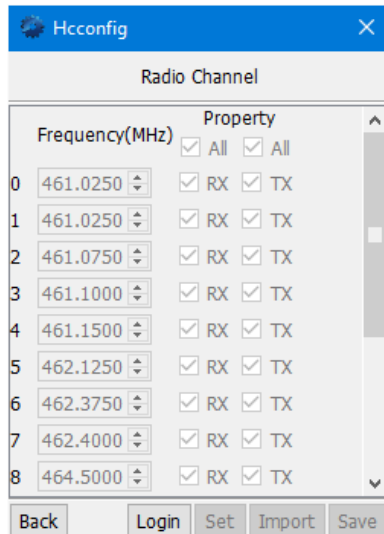 Hcconfig
Radio Channel
Property
Frequency(MHz)
All All
0 461.0250 RX TX
1 461.0250 RX TX
2 461.0750 RX TX
3 461.1000 RX TX
4 461.1500 RX TX
5 462.1250 RX TX
6 462.3750 RX TX
7 462.4000 RX TX
8 464.5000 RX TX
Back Login Set Import Save